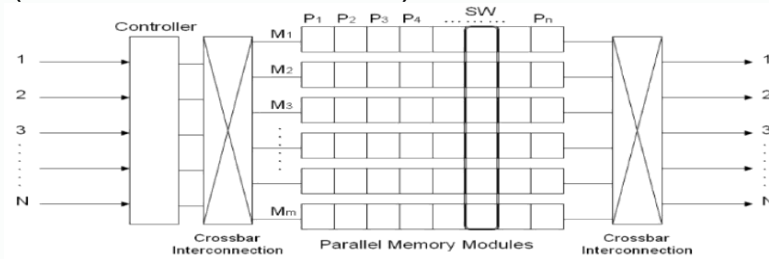 Controller
P1 P2 P3 P4 ........ SW Pn
1
2
3
N
M1
M2
M3
Mm
1
2
3
N
Crossbar
Interconnection
Parallel Memory Modules
Crossbar
Interconnection